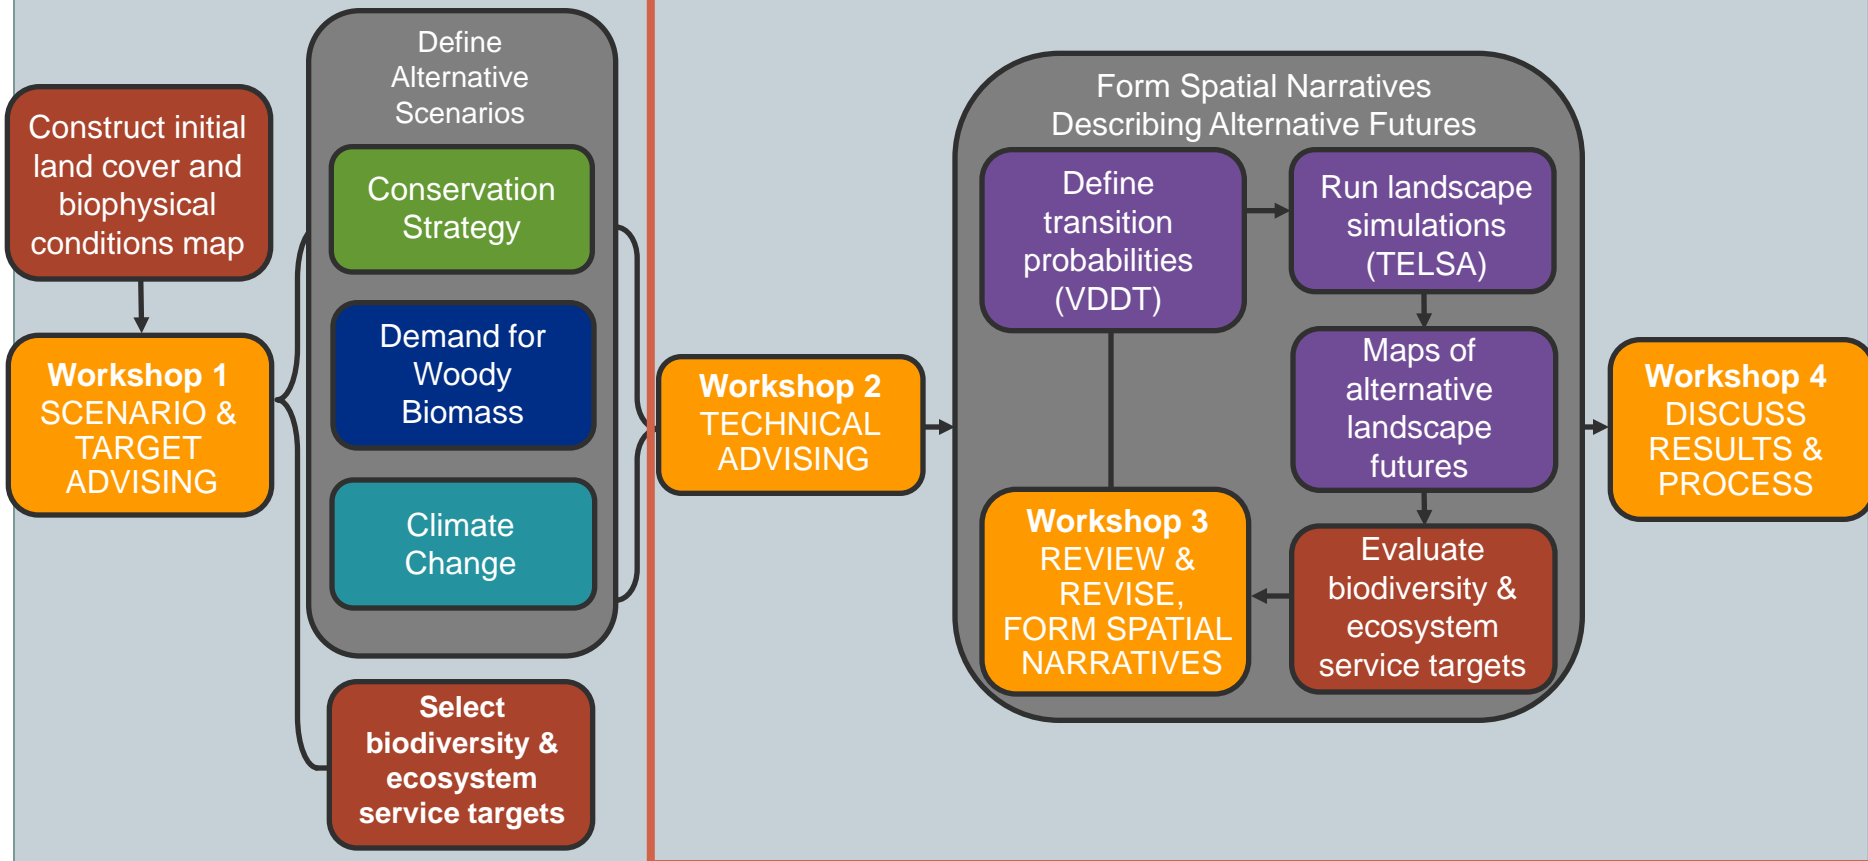 Construct initial
land cover and
biophysical
conditions map
Workshop 1
SCENARIO &
TARGET
ADVISING
Define
Alternative
Scenarios
Conservation
Strategy
Demand for
Woody
Biomass
Climate
Change
Select
biodiversity &
ecosystem
service targets
Workshop 2
TECHNICAL
ADVISING
Form Spatial Narratives
Describing Alternative Futures
Define
transition
probabilities
(VDDT)
Run landscape
simulations
(TELSA)
Maps of
alternative
landscape
futures
Evaluate
biodiversity &
ecosystem
service targets
Workshop 3
REVIEW &
REVISE,
FORM SPATIAL
NARRATIVES
Workshop 4
DISCUSS
RESULTS &
PROCESS